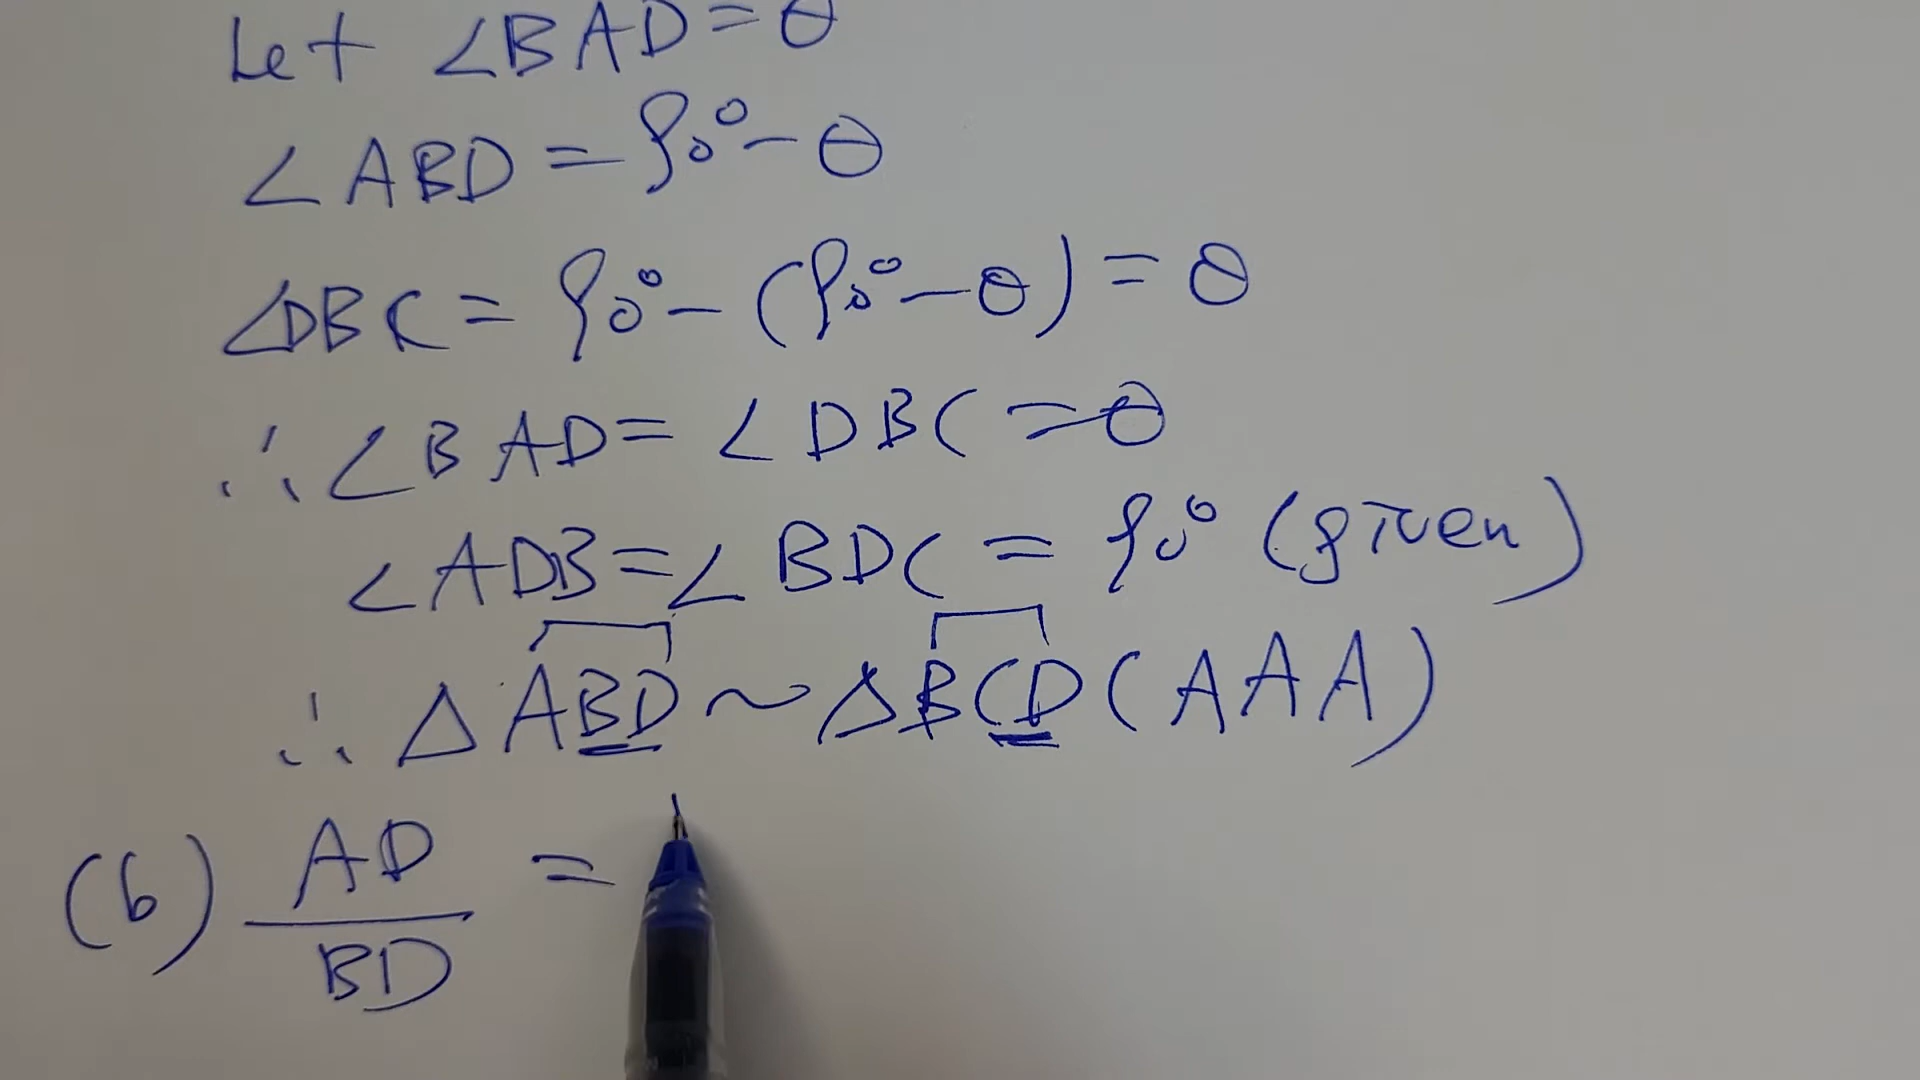 Let ∠BAD = θ
∠ABD = 90° - θ
∠DBC = 90° - (90° - θ) = θ
∴ ∠BAD = ∠DBC = θ
∠ADB = ∠BDC = 90° (given)
∴ △ABD ~ △BCD (AAA)
(b) AD/BD =